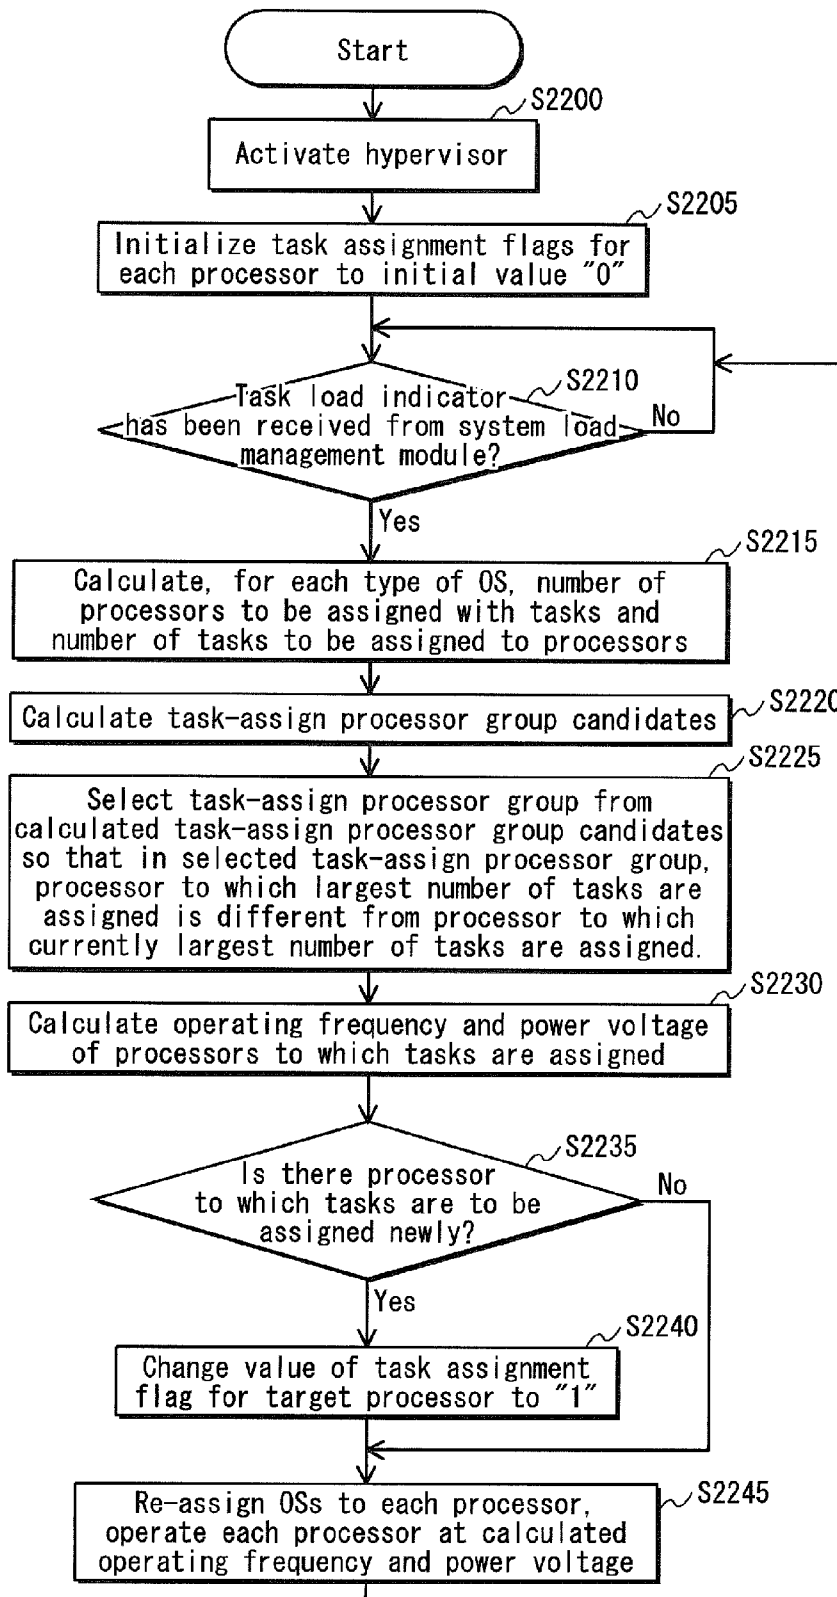 Start
S2200
Activate hypervisor
S2205
Initialize task assignment flags for
each processor to initial value "0"
S2210
Task load indicator
has been received from system load
management module?
No
Yes
S2215
Calculate, for each type of OS, number of
processors to be assigned with tasks and
number of tasks to be assigned to processors
S2220
Calculate task-assign processor group candidates
S2225
Select task-assign processor group from
calculated task-assign processor group candidates
so that in selected task-assign processor group,
processor to which largest number of tasks are
assigned is different from processor to which
currently largest number of tasks are assigned.
S2230
Calculate operating frequency and power voltage
of processors to which tasks are assigned
S2235
Is there processor
to which tasks are to be
assigned newly?
No
Yes
S2240
Change value of task assignment
flag for target processor to "1"
S2245
Re-assign OSs to each processor,
operate each processor at calculated
operating frequency and power voltage